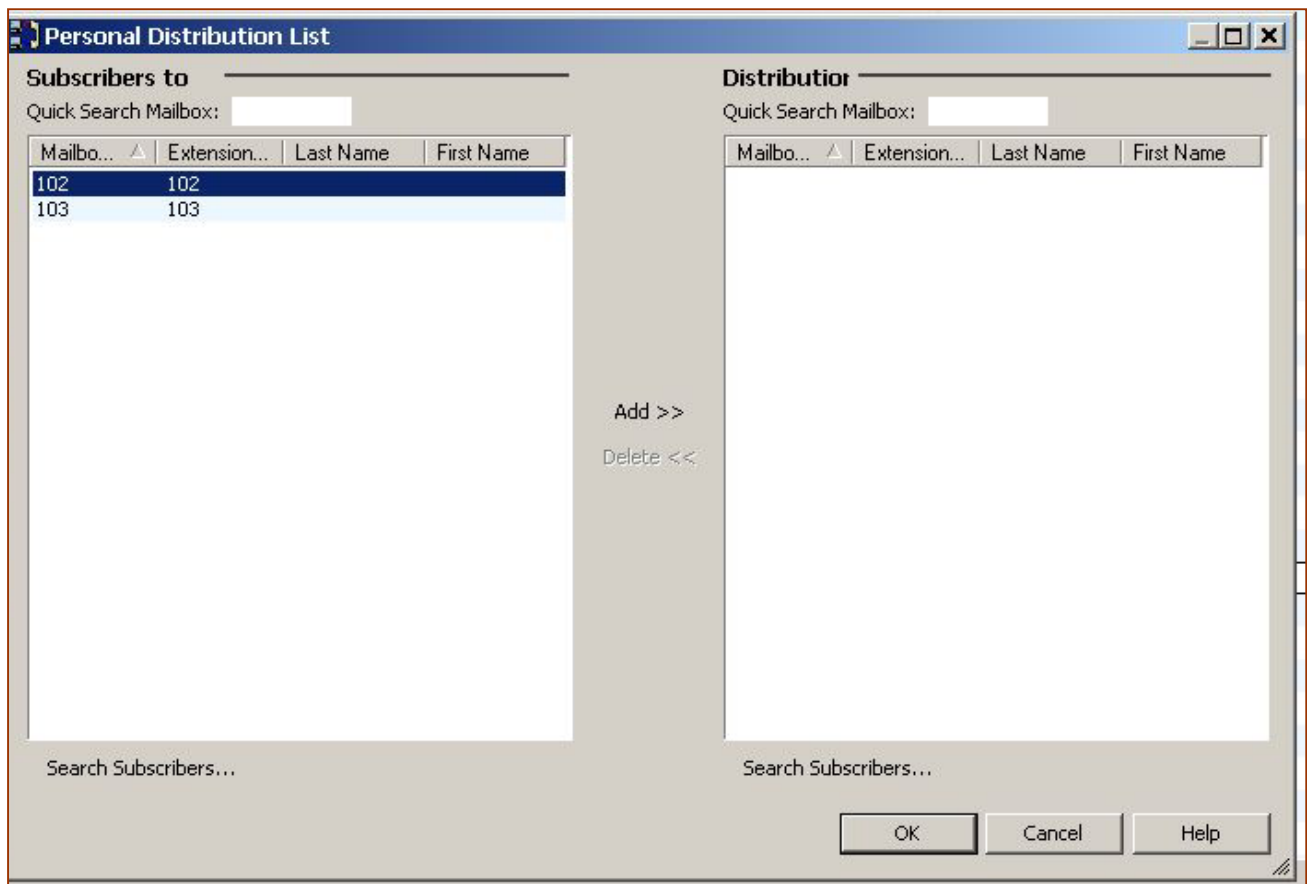 Personal Distribution List
Subscribers to
Quick Search Mailbox:
Mailbo... Extension... Last Name First Name
102 102
103 103
Add >>
Delete <<
Search Subscribers...
Distribution
Quick Search Mailbox:
Mailbo... Extension... Last Name First Name
Search Subscribers...
OK Cancel Help